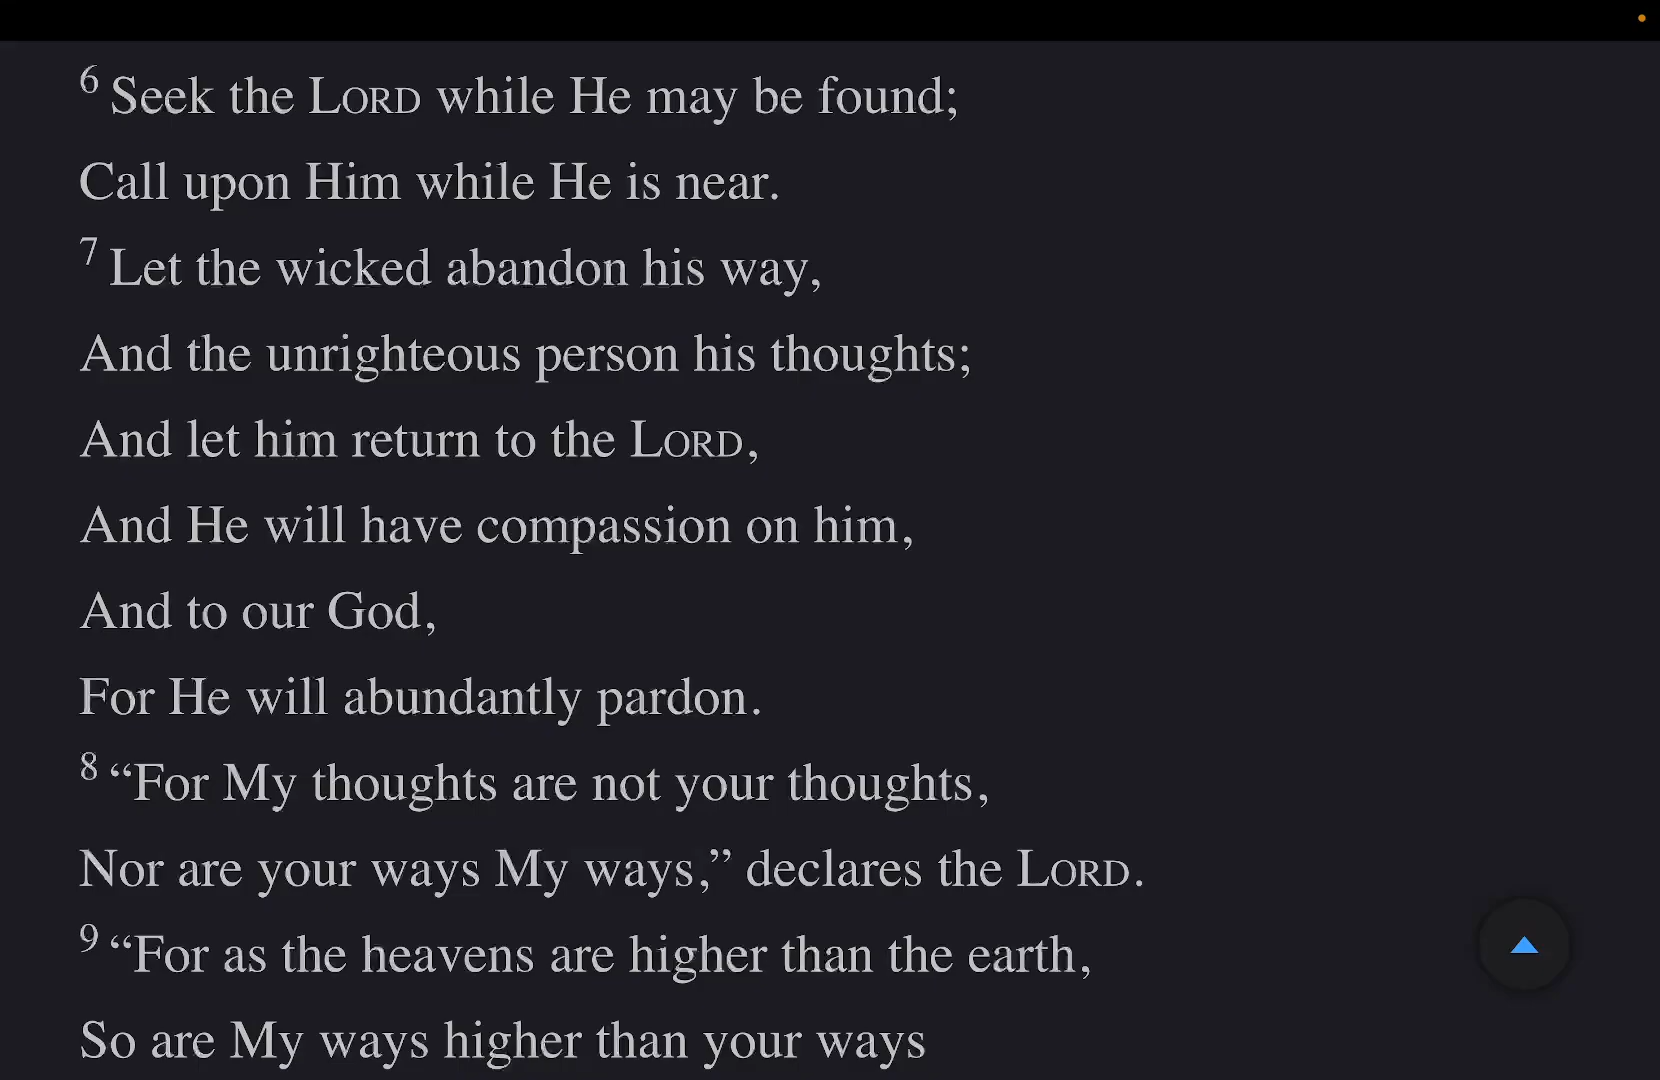 6 Seek the LORD while He may be found;
Call upon Him while He is near.
7 Let the wicked abandon his way,
And the unrighteous person his thoughts;
And let him return to the LORD,
And He will have compassion on him,
And to our God,
For He will abundantly pardon.
8 “For My thoughts are not your thoughts,
Nor are your ways My ways,” declares the LORD.
9 “For as the heavens are higher than the earth,
So are My ways higher than your ways